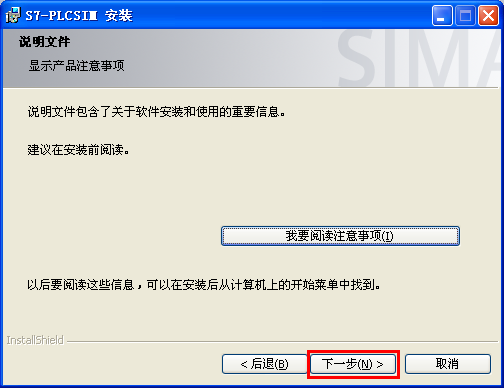 S7-PLCSIM 安装
说明文件
显示产品注意事项
SIMA
说明文件包含了关于软件安装和使用的重要信息。
建议在安装前阅读。
我要阅读注意事项(I)
以后要阅读这些信息，可以在安装后从计算机上的开始菜单中找到。
InstallShield
< 后退(B)
下一步(N) >
取消